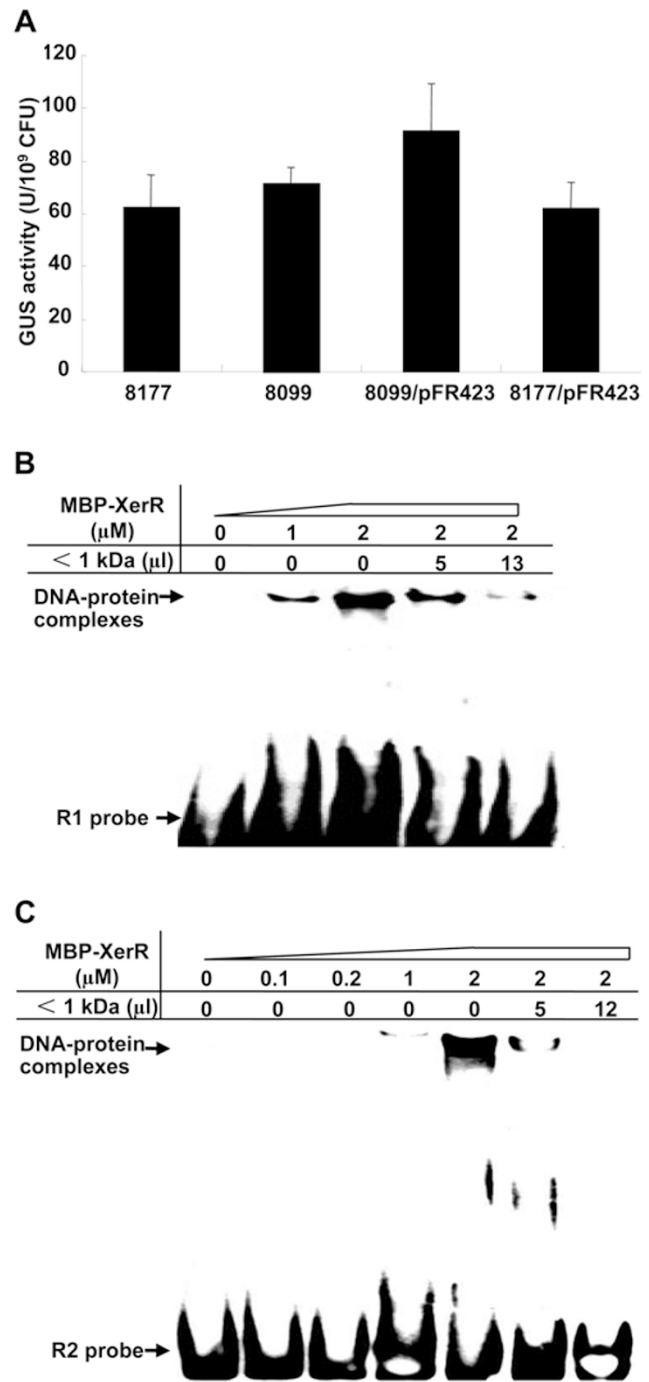 A
120
100
80
60
40
20
0
GUS activity (U/10⁹ CFU)
8177 8099 8099/pFR423 8177/pFR423
B
MBP-XerR
(μM) 0 1 2 2 2
< 1 kDa (μl) 0 0 0 5 13
DNA-protein
complexes
R1 probe
C
MBP-XerR
(μM) 0 0.1 0.2 1 2 2 2
< 1 kDa (μl) 0 0 0 0 0 5 12
DNA-protein
complexes
R2 probe